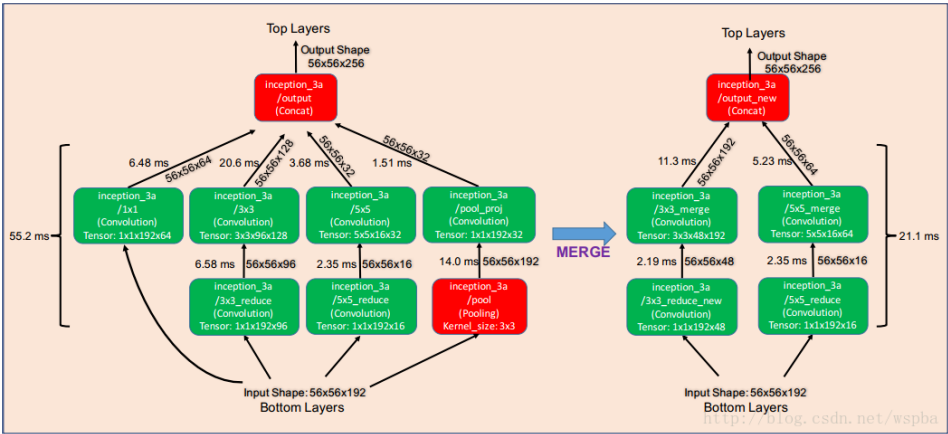 Top Layers
Output Shape
56x56x256
inception_3a
/output
(Concat)
6.48 ms
56x56x64
20.6 ms
56x56x128
3.68 ms
56x56x32
1.51 ms
56x56x32
55.2 ms
inception_3a
/1x1
(Convolution)
Tensor: 1x1x192x64
inception_3a
/3x3
(Convolution)
Tensor: 3x3x96x128
inception_3a
/5x5
(Convolution)
Tensor: 5x5x16x32
inception_3a
/pool_proj
(Convolution)
Tensor: 1x1x192x32
6.58 ms
56x56x96
2.35 ms
56x56x16
14.0 ms
56x56x192
inception_3a
/3x3_reduce
(Convolution)
Tensor: 1x1x192x96
inception_3a
/5x5_reduce
(Convolution)
Tensor: 1x1x192x16
inception_3a
/pool
(Pooling)
Kernel_size: 3x3
Input Shape: 56x56x192
Bottom Layers
MERGE
Top Layers
Output Shape
56x56x256
inception_3a
/output_new
(Concat)
11.3 ms
56x56x192
5.23 ms
56x56x64
inception_3a
/3x3_merge
(Convolution)
Tensor: 3x3x48x192
inception_3a
/5x5_merge
(Convolution)
Tensor: 5x5x16x64
21.1 ms
2.19 ms
56x56x48
2.35 ms
56x56x16
inception_3a
/3x3_reduce_new
(Convolution)
Tensor: 1x1x192x48
inception_3a
/5x5_reduce
(Convolution)
Tensor: 1x1x192x16
Input Shape: 56x56x192
Bottom Layers
http://blog.csdn.net/wspba